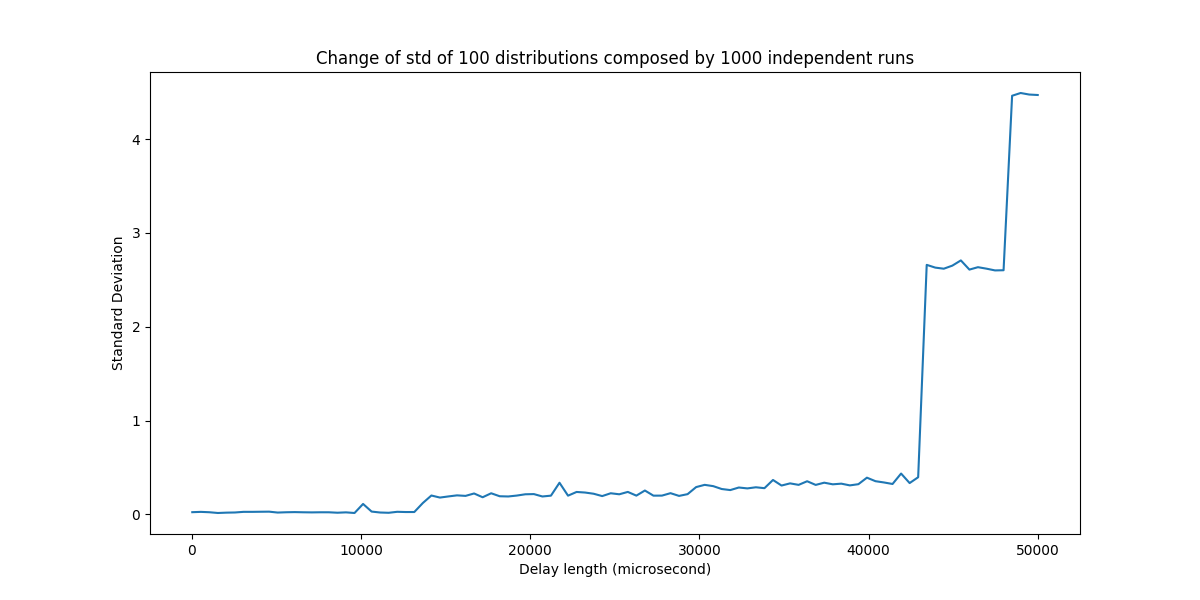 Change of std of 100 distributions composed by 1000 independent runs
4
3
2
1
0
Standard Deviation
0 10000 20000 30000 40000 50000
Delay length (microsecond)